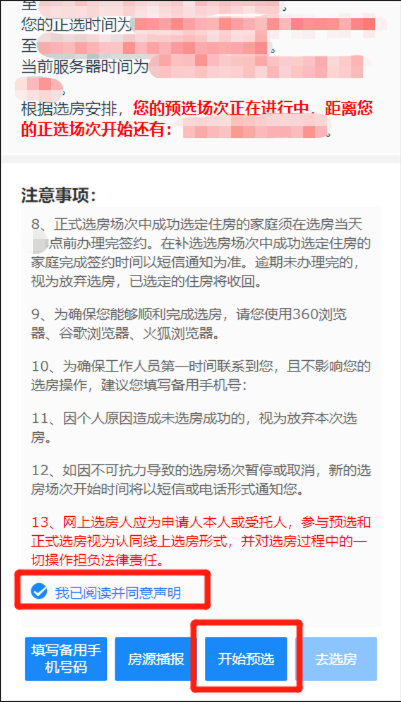 至
您的正选时间为
至
当前服务器时间为
。
根据选房安排，您的预选场次正在进行中，距离您
的正选场次开始还有：
注意事项：
8、正式选房场次中成功选定住房的家庭须在选房当天
点前办理完签约。在补选选房场次中成功选定住房的
家庭完成签约时间以短信通知为准。逾期未办理完的，
视为放弃选房，已选定的住房将收回。
9、为确保您能够顺利完成选房，请您使用360浏览
器、谷歌浏览器、火狐浏览器。
10、为确保工作人员第一时间联系到您，且不影响您的
选房操作，建议您填写备用手机号：
11、因个人原因造成未选房成功的，视为放弃本次选
房。
12、如因不可抗力导致的选房场次暂停或取消，新的选
房场次开始时间将以短信或电话形式通知您。
13、网上选房人应为申请人本人或受托人，参与预选和
正式选房视为认同线上选房形式，并对选房过程中的一
切操作担负法律责任。
我已阅读并同意声明
填写备用手
机号码
房源播报
开始预选
去选房